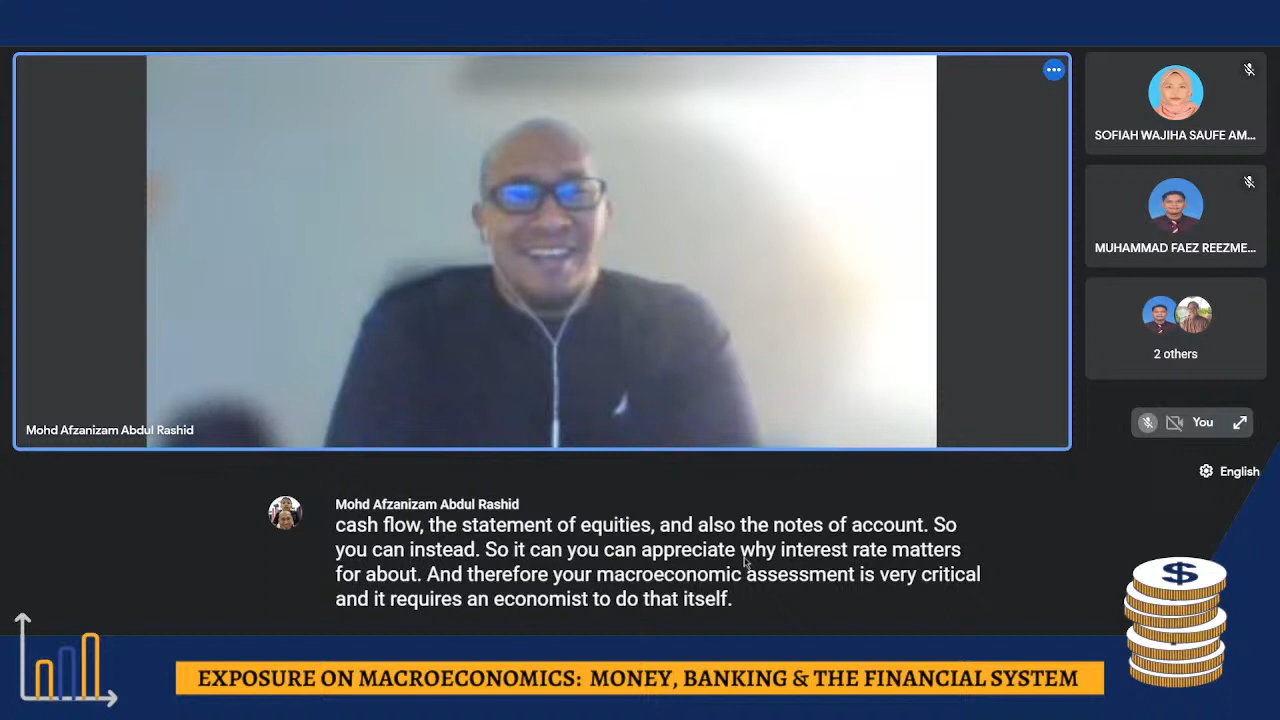 SOFIAH WAJIHA SAUFE AM...
MUHAMMAD FAEZ REEZME...
2 others
You
English
Mohd Afzanizam Abdul Rashid
Mohd Afzanizam Abdul Rashid
cash flow, the statement of equities, and also the notes of account. So
you can instead. So it can you can appreciate why interest rate matters
for about. And therefore your macroeconomic assessment is very critical
and it requires an economist to do that itself.
$
EXPOSURE ON MACROECONOMICS: MONEY, BANKING & THE FINANCIAL SYSTEM